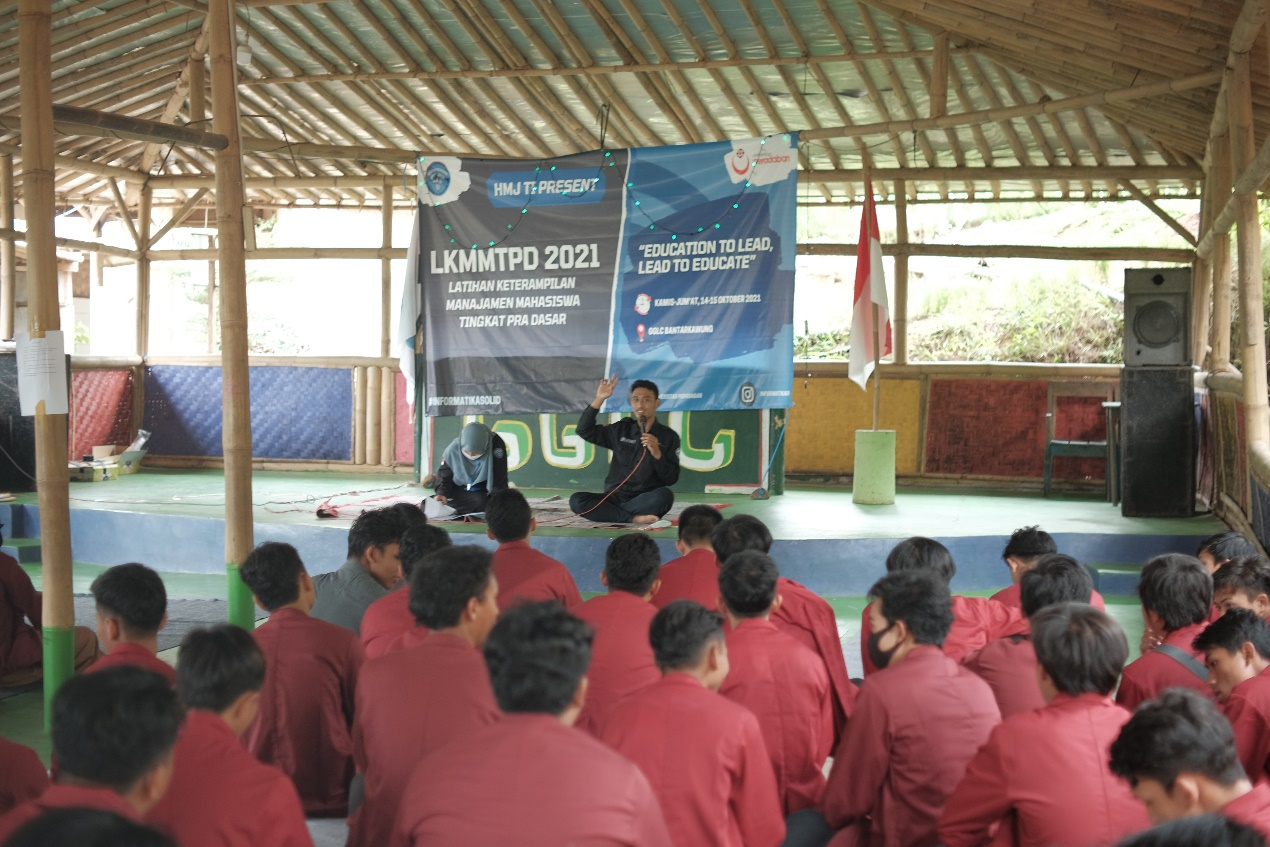 HMJ TI PRESENT
LKMMTPD 2021
LATIHAN KETERAMPILAN
MANAJAMEN MAHASISWA
TINGKAT PRA DASAR
#INFORMATIKASOLID
"EDUCATION TO LEAD,
LEAD TO EDUCATE"
KAMIS-JUM'AT, 14-15 OKTOBER 2021
GGLC BANTARKAWUNG